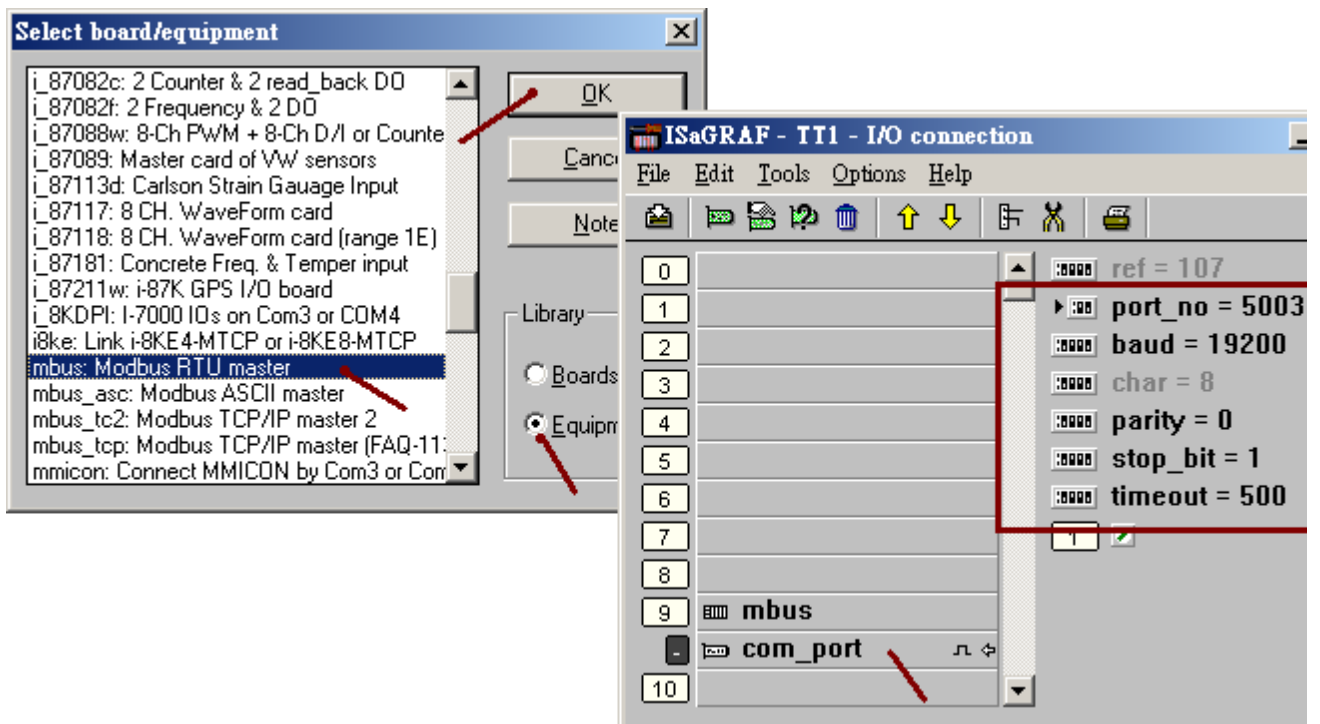 Select board/equipment
i_87082c: 2 Counter & 2 read_back DO
i_87082f: 2 Frequency & 2 DO
i_87088w: 8-Ch PWM + 8-Ch D/I or Counte
i_87089: Master card of VW sensors
i_87113d: Carlson Strain Gauage Input
i_87117: 8 CH. WaveForm card
i_87118: 8 CH. WaveForm card (range 1E)
i_87181: Concrete Freq. & Temper input
i_87211w: i-87K GPS I/O board
i_8KDPI: I-7000 IOs on Com3 or COM4
i8ke: Link i-8KE4-MTCP or i-8KE8-MTCP
mbus: Modbus RTU master
mbus_asc: Modbus ASCII master
mbus_tc2: Modbus TCP/IP master 2
mbus_tcp: Modbus TCP/IP master (FAQ-11
mmicon: Connect MMICON by Com3 or Com
OK
Canc
Note
Library
Boards
Equipm
ISaGRAF - TT1 - I/O connection
File Edit Tools Options Help
0
1
2
3
4
5
6
7
8
9 mbus
- com_port
10
ref = 107
port_no = 5003
baud = 19200
char = 8
parity = 0
stop_bit = 1
timeout = 500
1